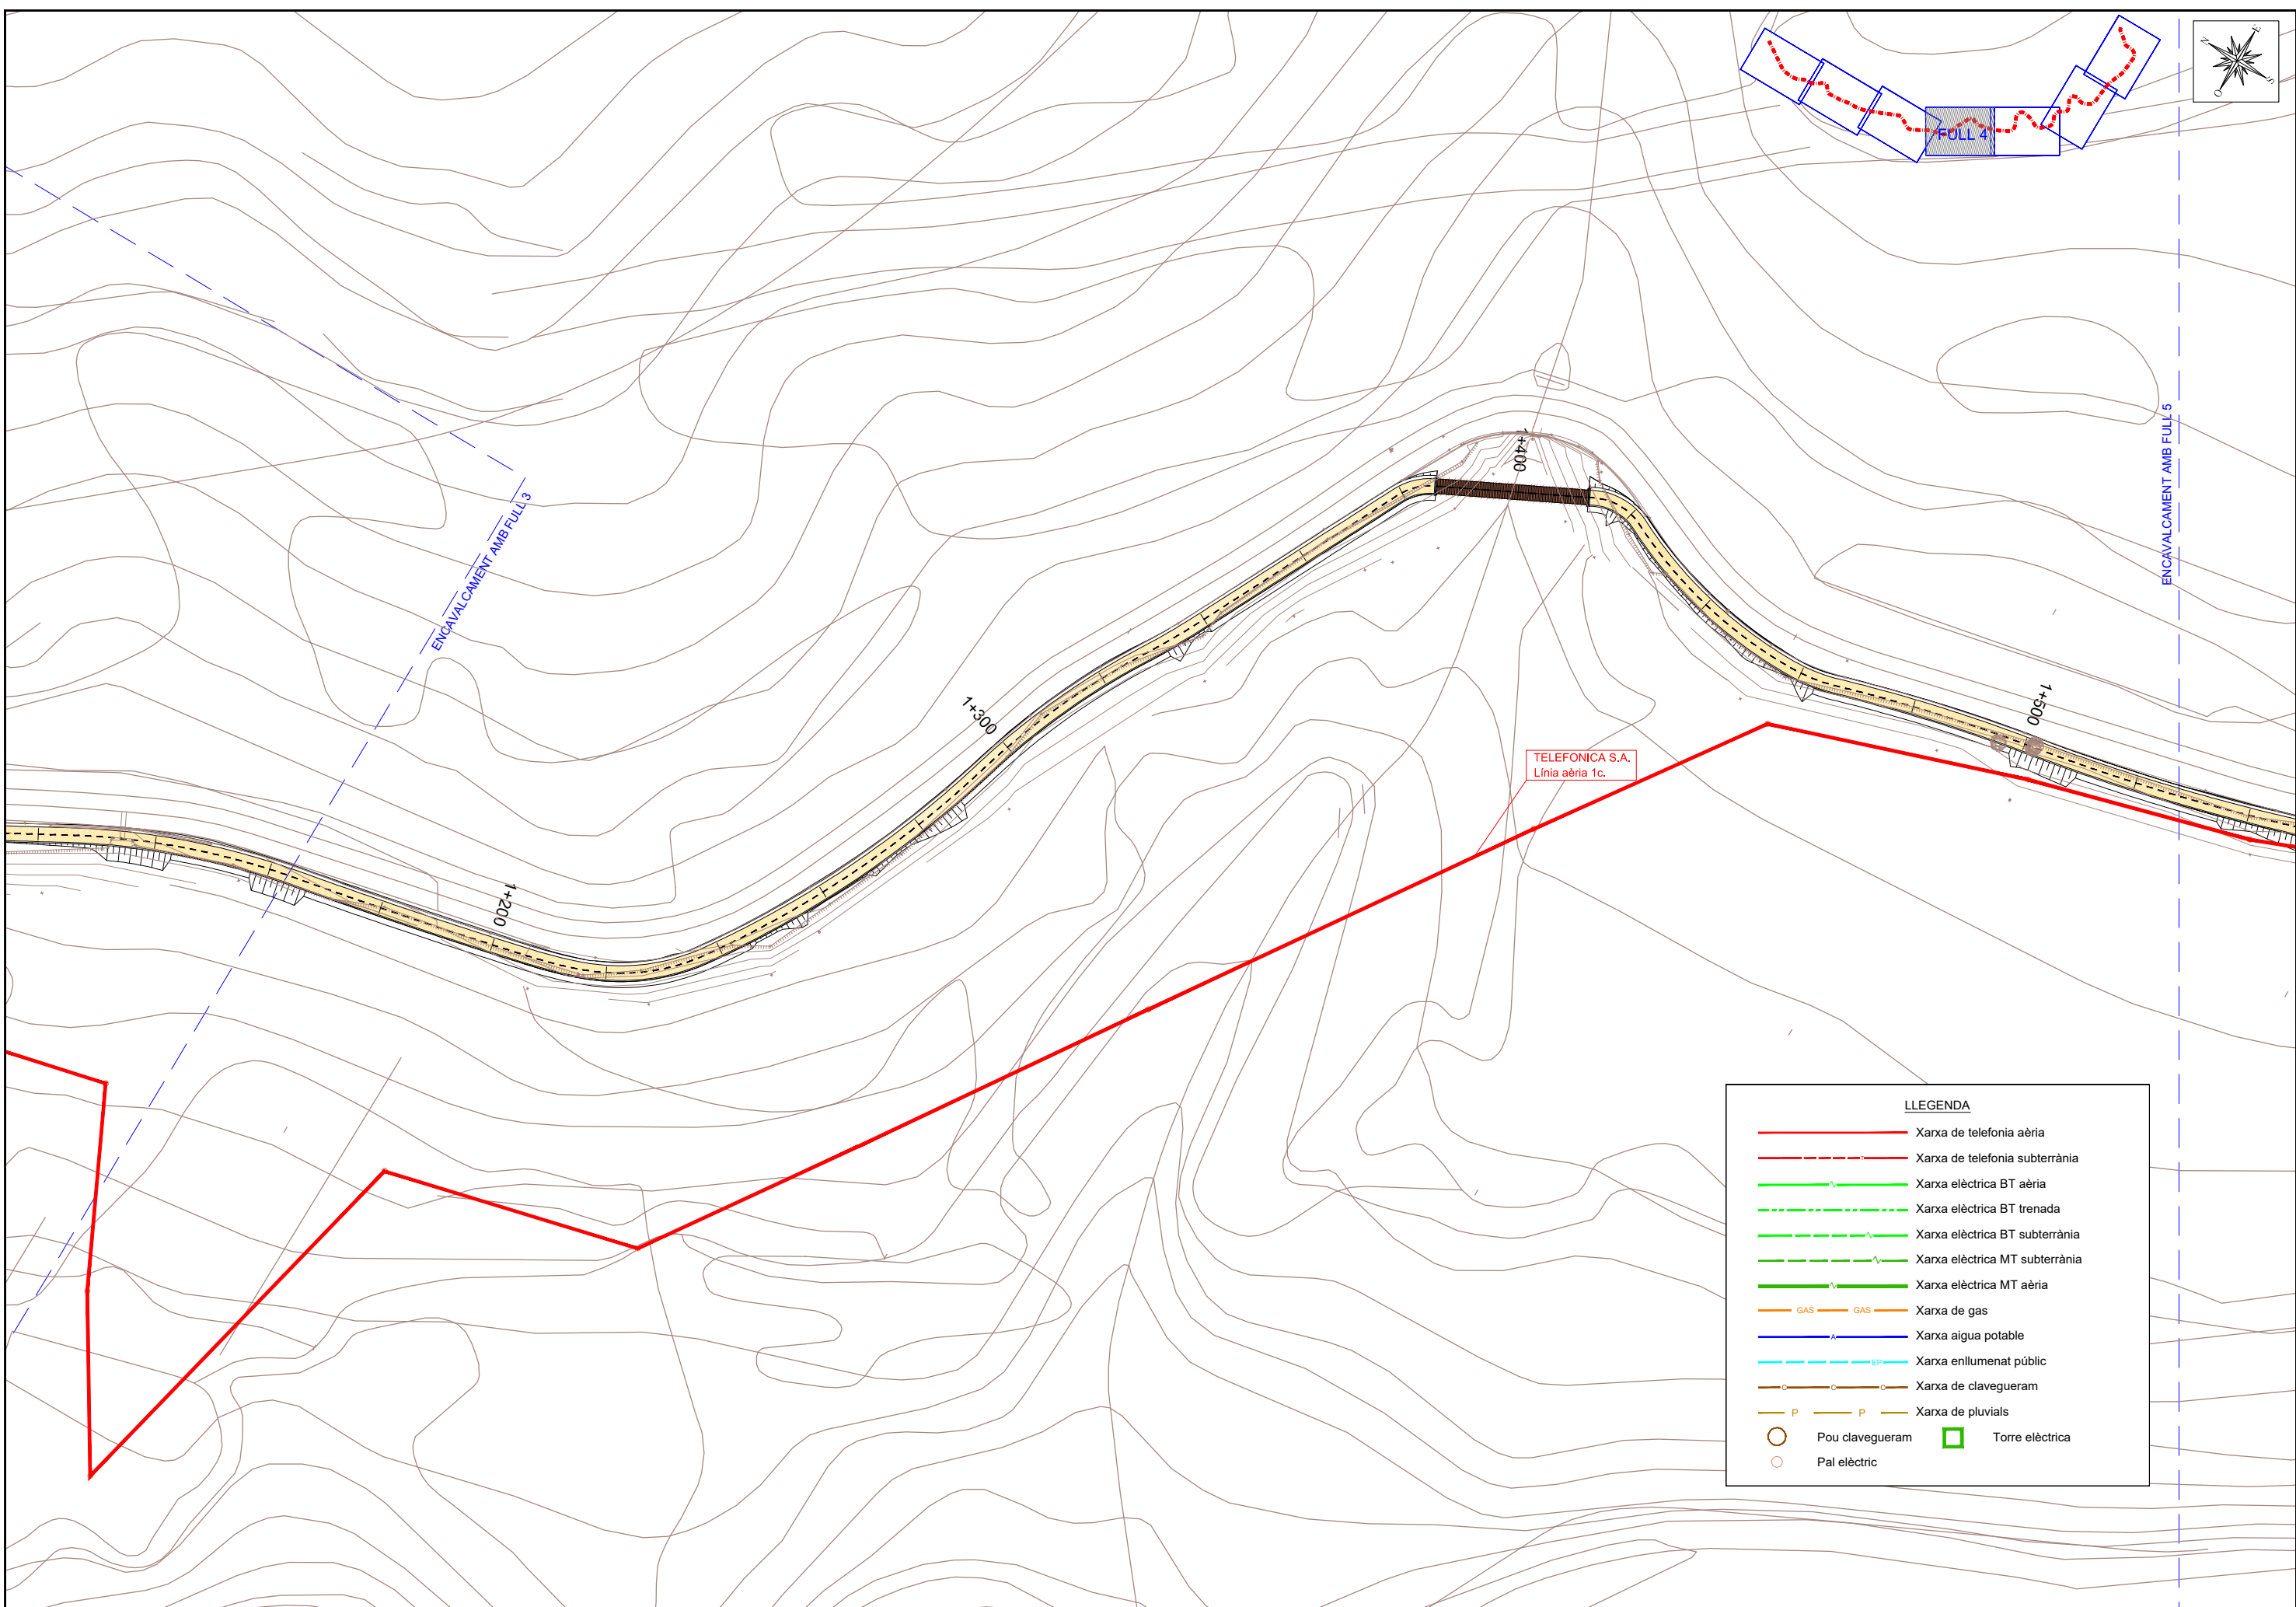 N
E
S
O
FULL 4
ENCAVALCAMENT AMB FULL 5
ENCAVALCAMENT AMB FULL 3
1+400
1+300
1+500
1+200
TELEFONICA S.A.
Línia aèria 1c.
LLEGENDA
Xarxa de telefonia aèria
T Xarxa de telefonia subterrània
Xarxa elèctrica BT aèria
Xarxa elèctrica BT trenada
Xarxa elèctrica BT subterrània
Xarxa elèctrica MT subterrània
Xarxa elèctrica MT aèria
GAS GAS Xarxa de gas
A Xarxa aigua potable
EP Xarxa enllumenat públic
C C C Xarxa de clavegueram
P P Xarxa de pluvials
Pou clavegueram Torre elèctrica
Pal elèctric